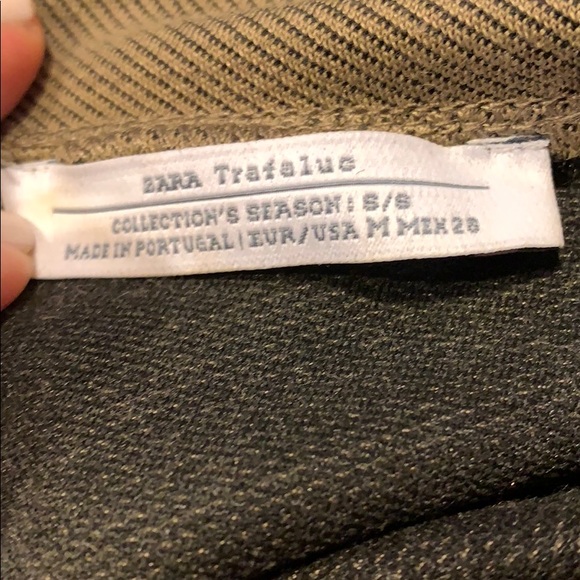 ZARA Trafaluc
COLLECTION'S SEASON: S/S
MADE IN PORTUGAL | EUR/USA M MEX 28